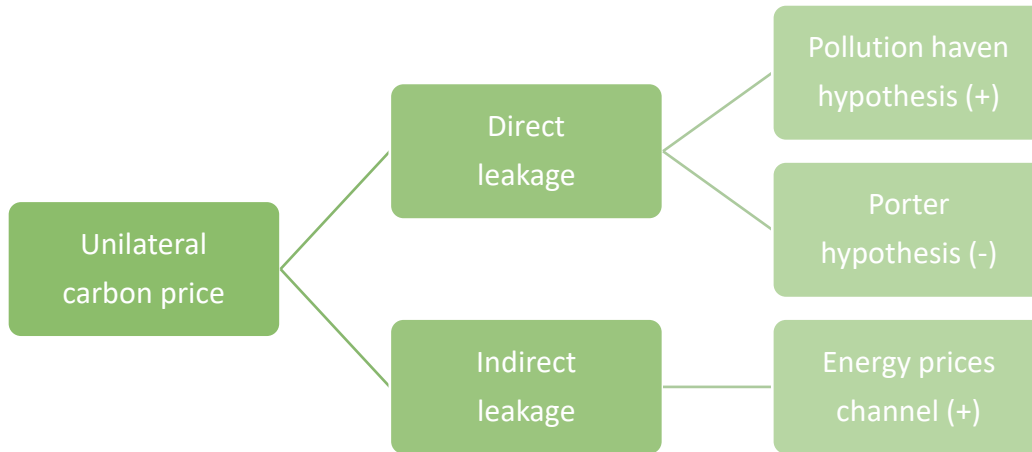 Unilateral
carbon price
Direct
leakage
Indirect
leakage
Pollution haven
hypothesis (+)
Porter
hypothesis (-)
Energy prices
channel (+)